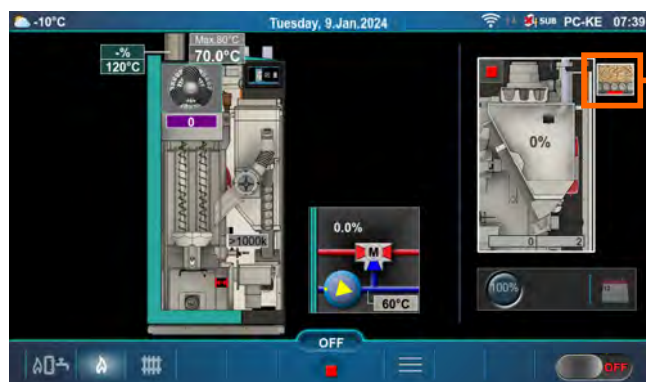 -10°C
Tuesday, 9.Jan.2024
SUB PC-KE 07:39
Max.80°C
-%
70.0°C
120°C
0
0%
0.0%
>1000k
M
0 2
60°C
100%
OFF
OFF